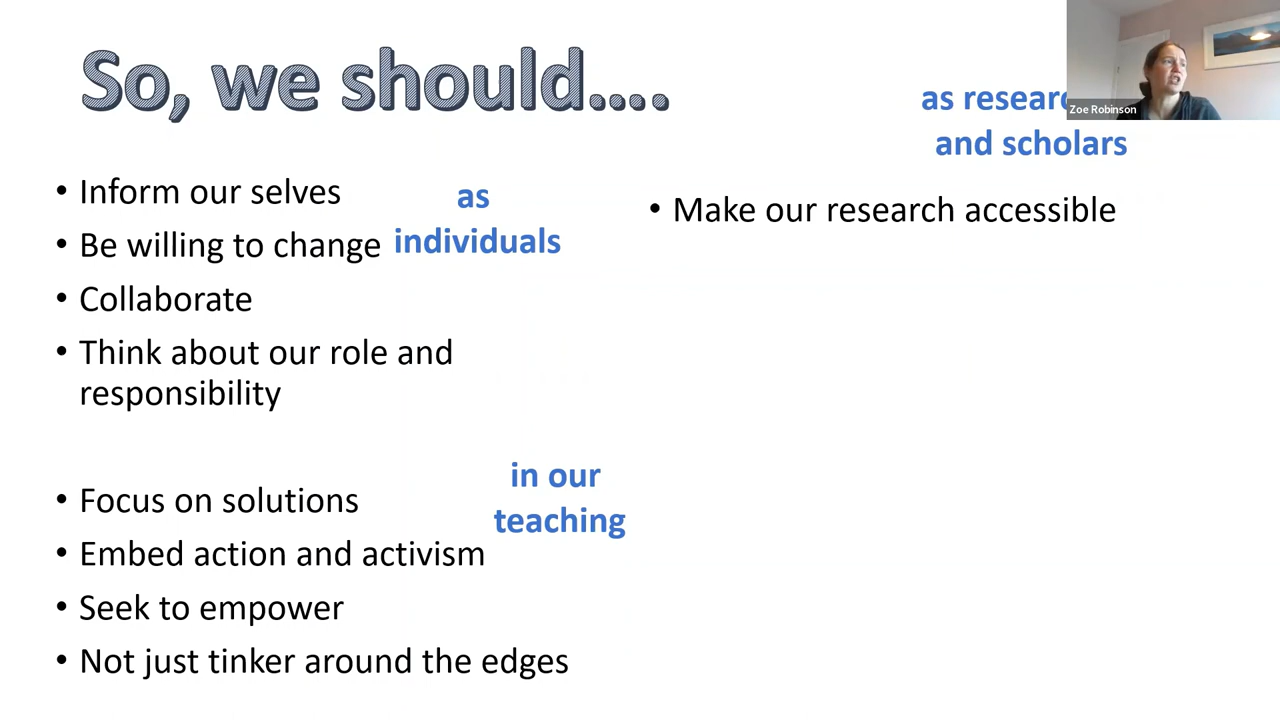 So, we should....
• Inform our selves
• Be willing to change
• Collaborate
• Think about our role and
responsibility
as
individuals
• Focus on solutions
• Embed action and activism
• Seek to empower
• Not just tinker around the edges
in our
teaching
as
and scholars
• Make our research accessible
Zoe Robinson